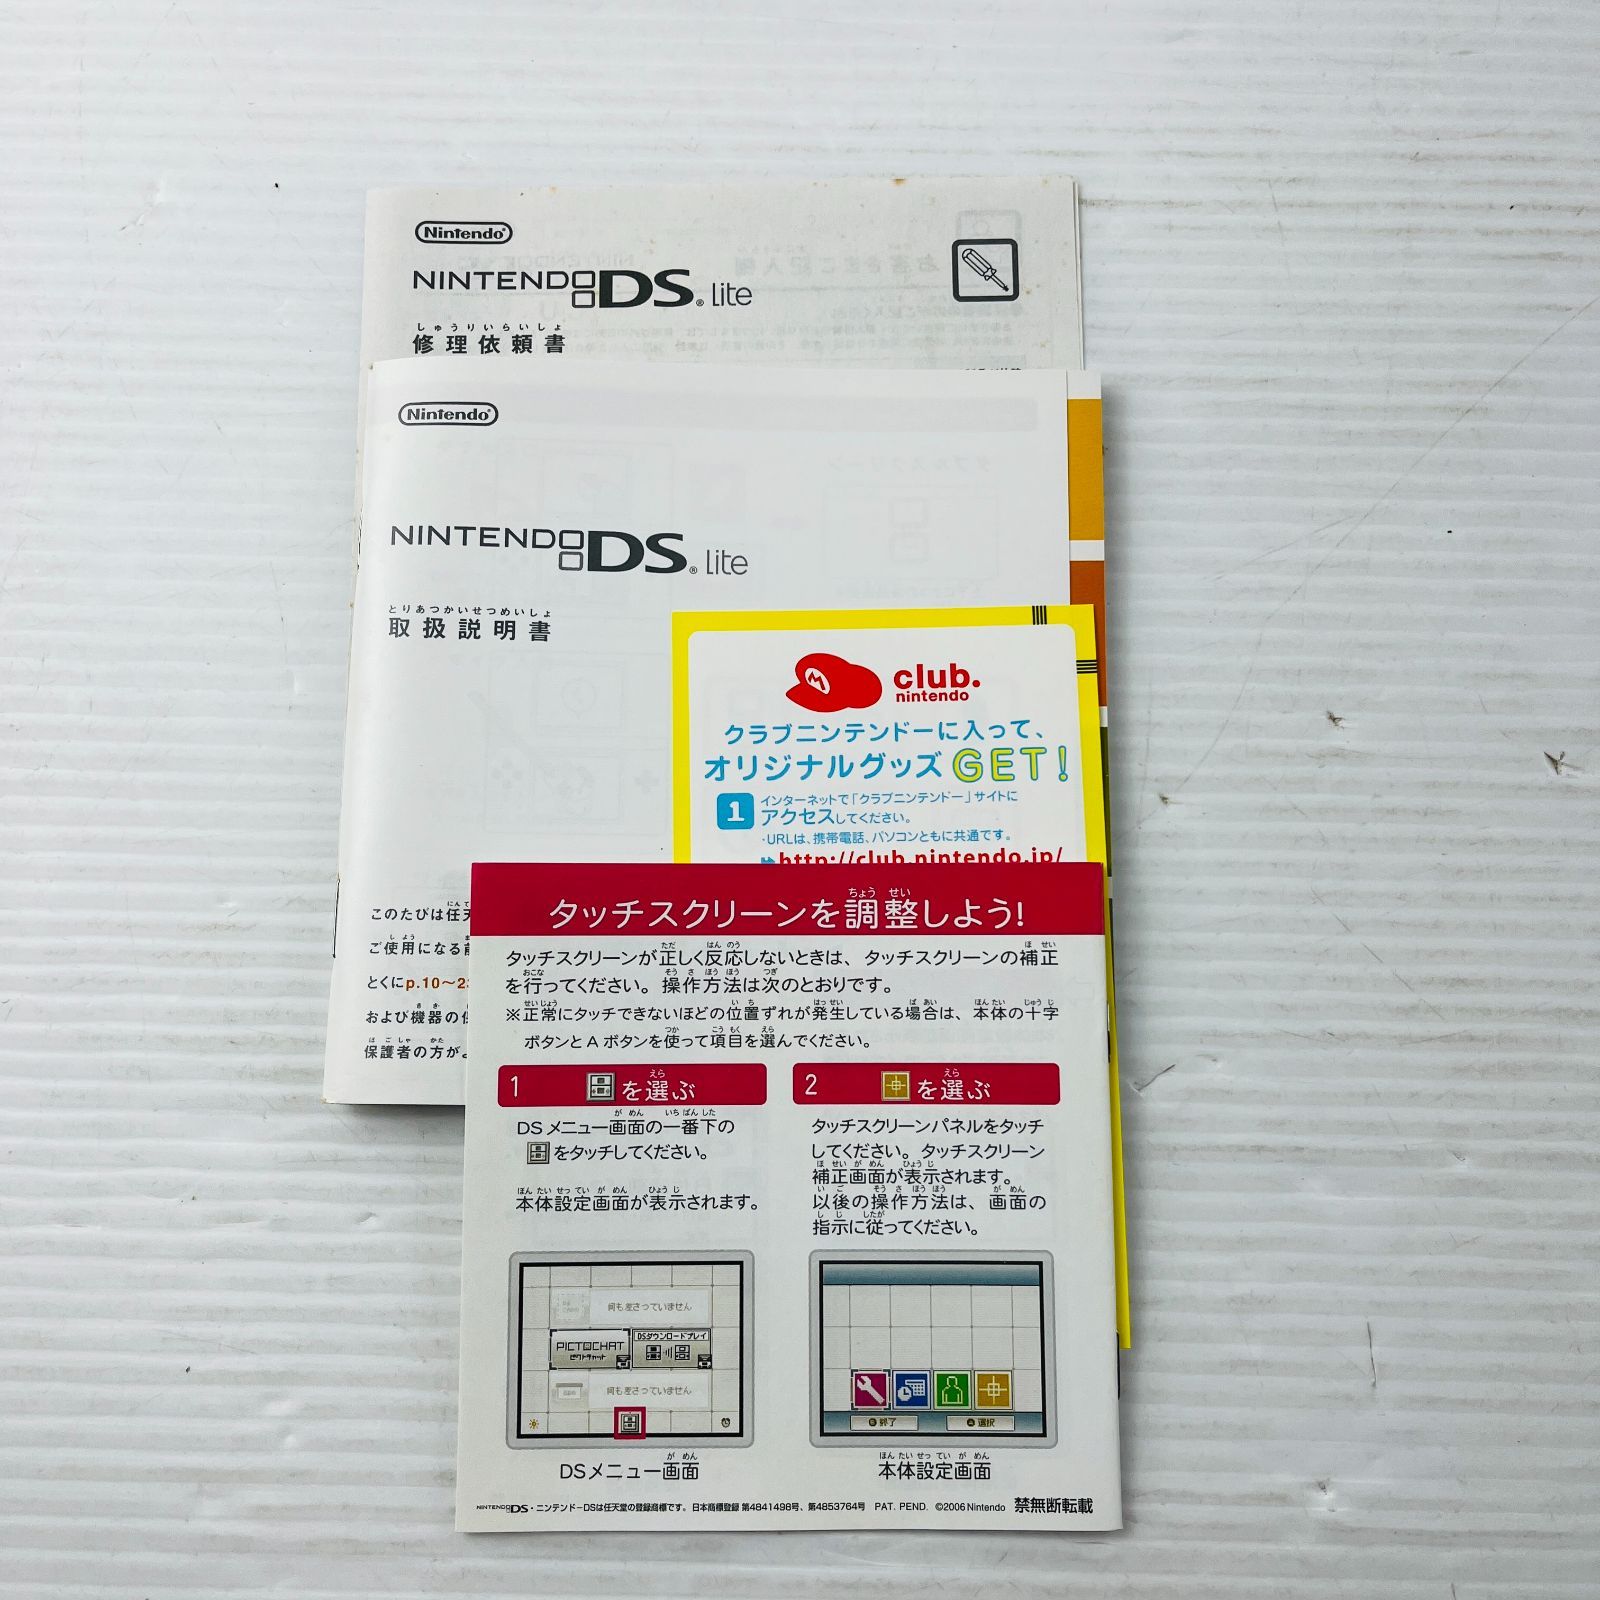 Nintendo
NINTENDO DS lite
しゅうりいらいしょ
修理依頼書
Nintendo
NINTENDO DS lite
とりあつかいせつめいしょ
取扱説明書
このたびは任天
ご使用になる前
とくにp.10〜2
および機器の
保護者の方が
club.
nintendo
クラブニンテンドーに入って、
オリジナルグッズGET!
1 インターネットで「クラブニンテンドー」サイトに
アクセスしてください。
・URLは、携帯電話、パソコンともに共通です。
http://club.nintendo.jp/
タッチスクリーンを調整しよう!
タッチスクリーンが正しく反応しないときは、タッチスクリーンの補正
を行ってください。操作方法は次のとおりです。
※正常にタッチできないほどの位置ずれが発生している場合は、本体の十字
ボタンとAボタンを使って項目を選んでください。
1 を選ぶ
DSメニュー画面の一番下の
をタッチしてください。
本体設定画面が表示されます。
何も差さっていません
PICTOCHAT
ピクトチャット
DSダウンロードプレイ
何も差さっていません
DSメニュー画面
2 を選ぶ
タッチスクリーンパネルをタッチ
してください。タッチスクリーン
補正画面が表示されます。
以後の操作方法は、画面の
指示に従ってください。
B 終了
A 選択
本体設定画面
NINTENDO DS・ニンテンドーDSは任天堂の登録商標です。日本商標登録 第4841498号、第4853764号 PAT. PEND. ©2006 Nintendo 禁無断転載